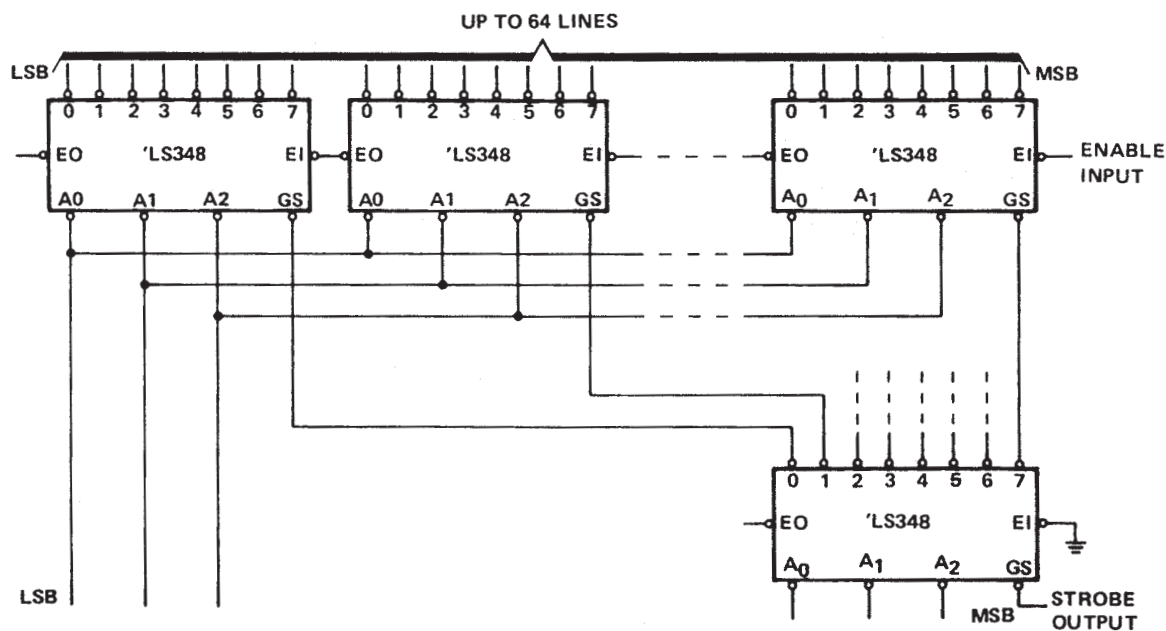 UP TO 64 LINES
LSB MSB
0 1 2 3 4 5 6 7 0 1 2 3 4 5 6 7 0 1 2 3 4 5 6 7
EO 'LS348 EI EO 'LS348 EI EO 'LS348 EI ENABLE
INPUT
A0 A1 A2 GS A0 A1 A2 GS A0 A1 A2 GS
0 1 2 3 4 5 6 7
EO 'LS348 EI
A0 A1 A2 GS
LSB MSB STROBE
OUTPUT